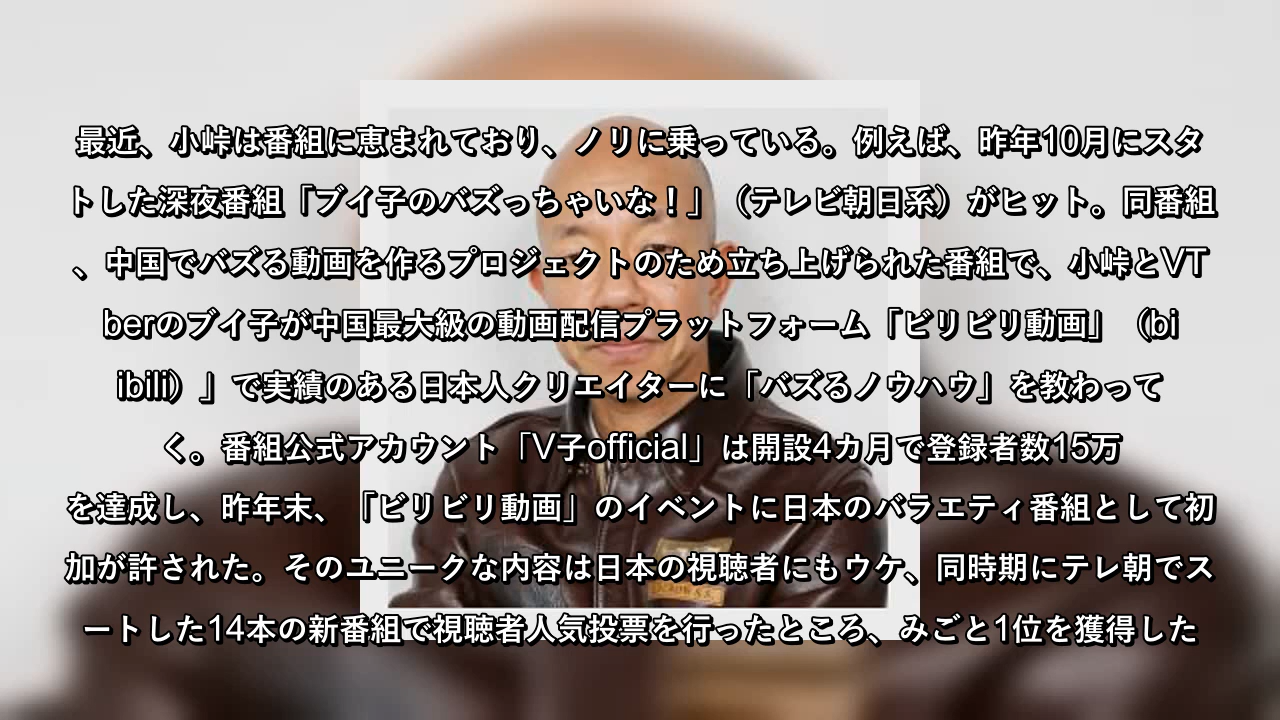 最近、小峠は番組に恵まれており、ノリに乗っている。例えば、昨年10月にスタ
トした深夜番組「ブイ子のバズっちゃいな！」（テレビ朝日系）がヒット。同番組
、中国でバズる動画を作るプロジェクトのため立ち上げられた番組で、小峠とVT
berのブイ子が中国最大級の動画配信プラットフォーム「ビリビリ動画」（bi
ibili）」で実績のある日本人クリエイターに「バズるノウハウ」を教わって
く。番組公式アカウント「V子official」は開設4カ月で登録者数15万
を達成し、昨年末、「ビリビリ動画」のイベントに日本のバラエティ番組として初
加が許された。そのユニークな内容は日本の視聴者にもウケ、同時期にテレ朝でス
ートした14本の新番組で視聴者人気投票を行ったところ、みごと1位を獲得した